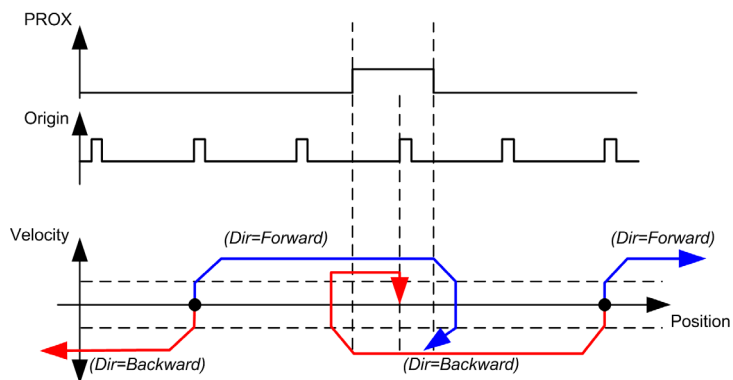 PROX
Origin
Velocity
(Dir=Forward)
(Dir=Forward)
Position
(Dir=Backward)
(Dir=Backward)